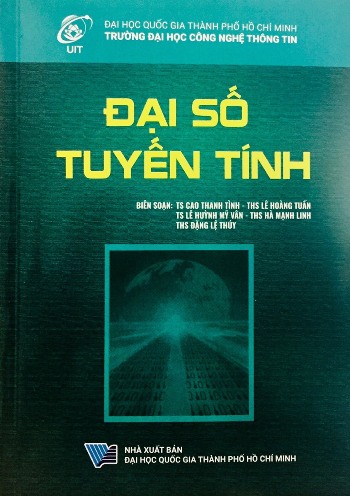 ĐẠI HỌC QUỐC GIA THÀNH PHỐ HỒ CHÍ MINH
TRƯỜNG ĐẠI HỌC CÔNG NGHỆ THÔNG TIN
UIT
ĐẠI SỐ
TUYẾN TÍNH
BIÊN SOẠN: TS CAO THANH TÌNH - THS LÊ HOÀNG TUẤN
TS LÊ HUỲNH MỸ VÂN - THS HÀ MẠNH LINH
THS ĐẶNG LỆ THÚY
NHÀ XUẤT BẢN
ĐẠI HỌC QUỐC GIA THÀNH PHỐ HỒ CHÍ MINH